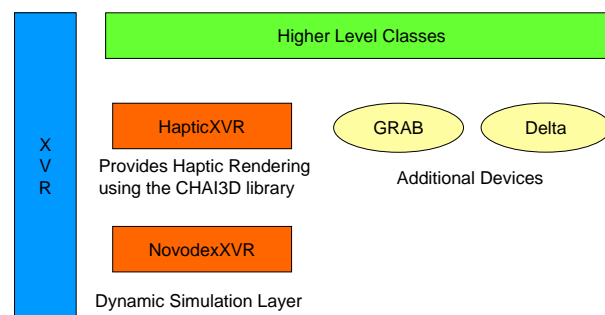 Higher Level Classes
X
V
R
HapticXVR
GRAB
Delta
Provides Haptic Rendering
using the CHAI3D library
Additional Devices
NovodexXVR
Dynamic Simulation Layer